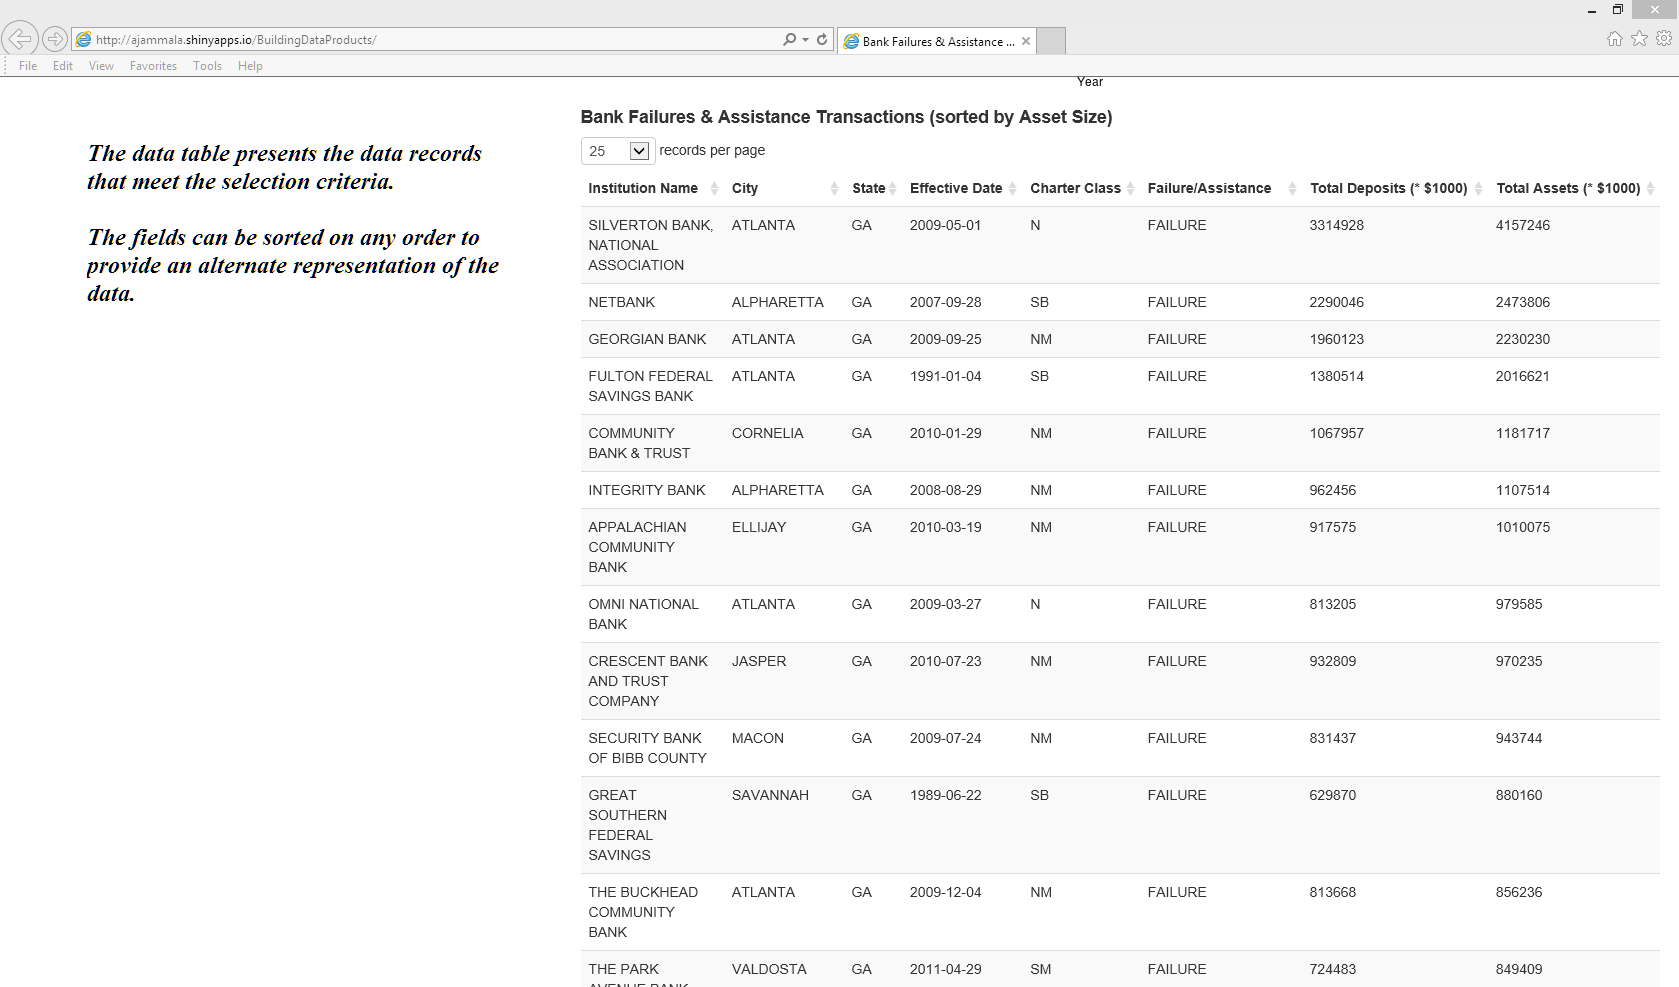 http://ajammala.shinyapps.io/BuildingDataProducts/
Bank Failures & Assistance ...
File Edit View Favorites Tools Help
Year
The data table presents the data records
that meet the selection criteria.
The fields can be sorted on any order to
provide an alternate representation of the
data.
Bank Failures & Assistance Transactions (sorted by Asset Size)
25 records per page
Institution Name City State Effective Date Charter Class Failure/Assistance Total Deposits (* $1000) Total Assets (* $1000)
SILVERTON BANK, ATLANTA GA 2009-05-01 N FAILURE 3314928 4157246
NATIONAL
ASSOCIATION
NETBANK ALPHARETTA GA 2007-09-28 SB FAILURE 2290046 2473806
GEORGIAN BANK ATLANTA GA 2009-09-25 NM FAILURE 1960123 2230230
FULTON FEDERAL ATLANTA GA 1991-01-04 SB FAILURE 1380514 2016621
SAVINGS BANK
COMMUNITY CORNELIA GA 2010-01-29 NM FAILURE 1067957 1181717
BANK & TRUST
INTEGRITY BANK ALPHARETTA GA 2008-08-29 NM FAILURE 962456 1107514
APPALACHIAN ELLIJAY GA 2010-03-19 NM FAILURE 917575 1010075
COMMUNITY
BANK
OMNI NATIONAL ATLANTA GA 2009-03-27 N FAILURE 813205 979585
BANK
CRESCENT BANK JASPER GA 2010-07-23 NM FAILURE 932809 970235
AND TRUST
COMPANY
SECURITY BANK MACON GA 2009-07-24 NM FAILURE 831437 943744
OF BIBB COUNTY
GREAT SAVANNAH GA 1989-06-22 SB FAILURE 629870 880160
SOUTHERN
FEDERAL
SAVINGS
THE BUCKHEAD ATLANTA GA 2009-12-04 NM FAILURE 813668 856236
COMMUNITY
BANK
THE PARK VALDOSTA GA 2011-04-29 SM FAILURE 724483 849409
AVENUE BANK